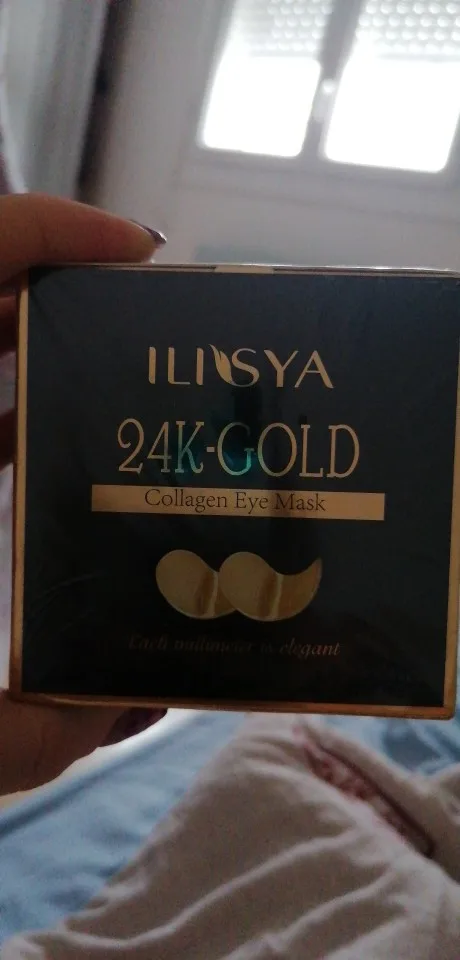 ILISYA
24K-GOLD
Collagen Eye Mask
Each millimeter is elegant